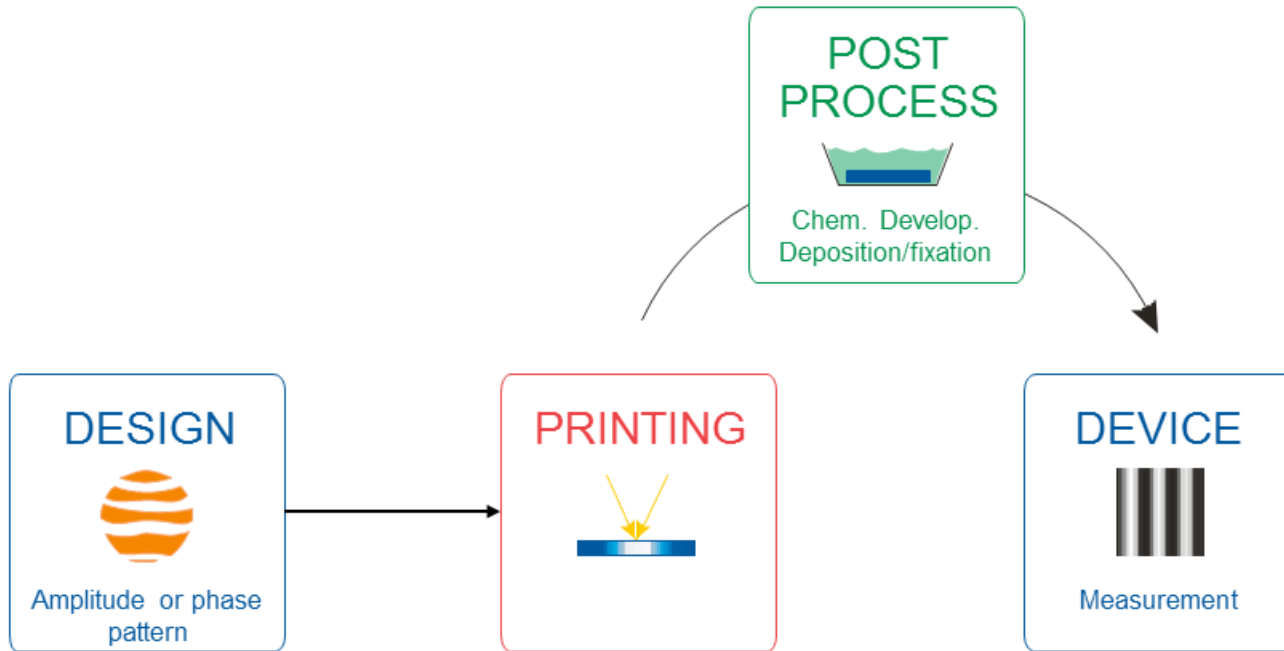 POST
PROCESS
Chem. Develop.
Deposition/fixation
DESIGN
Amplitude or phase
pattern
PRINTING
DEVICE
Measurement